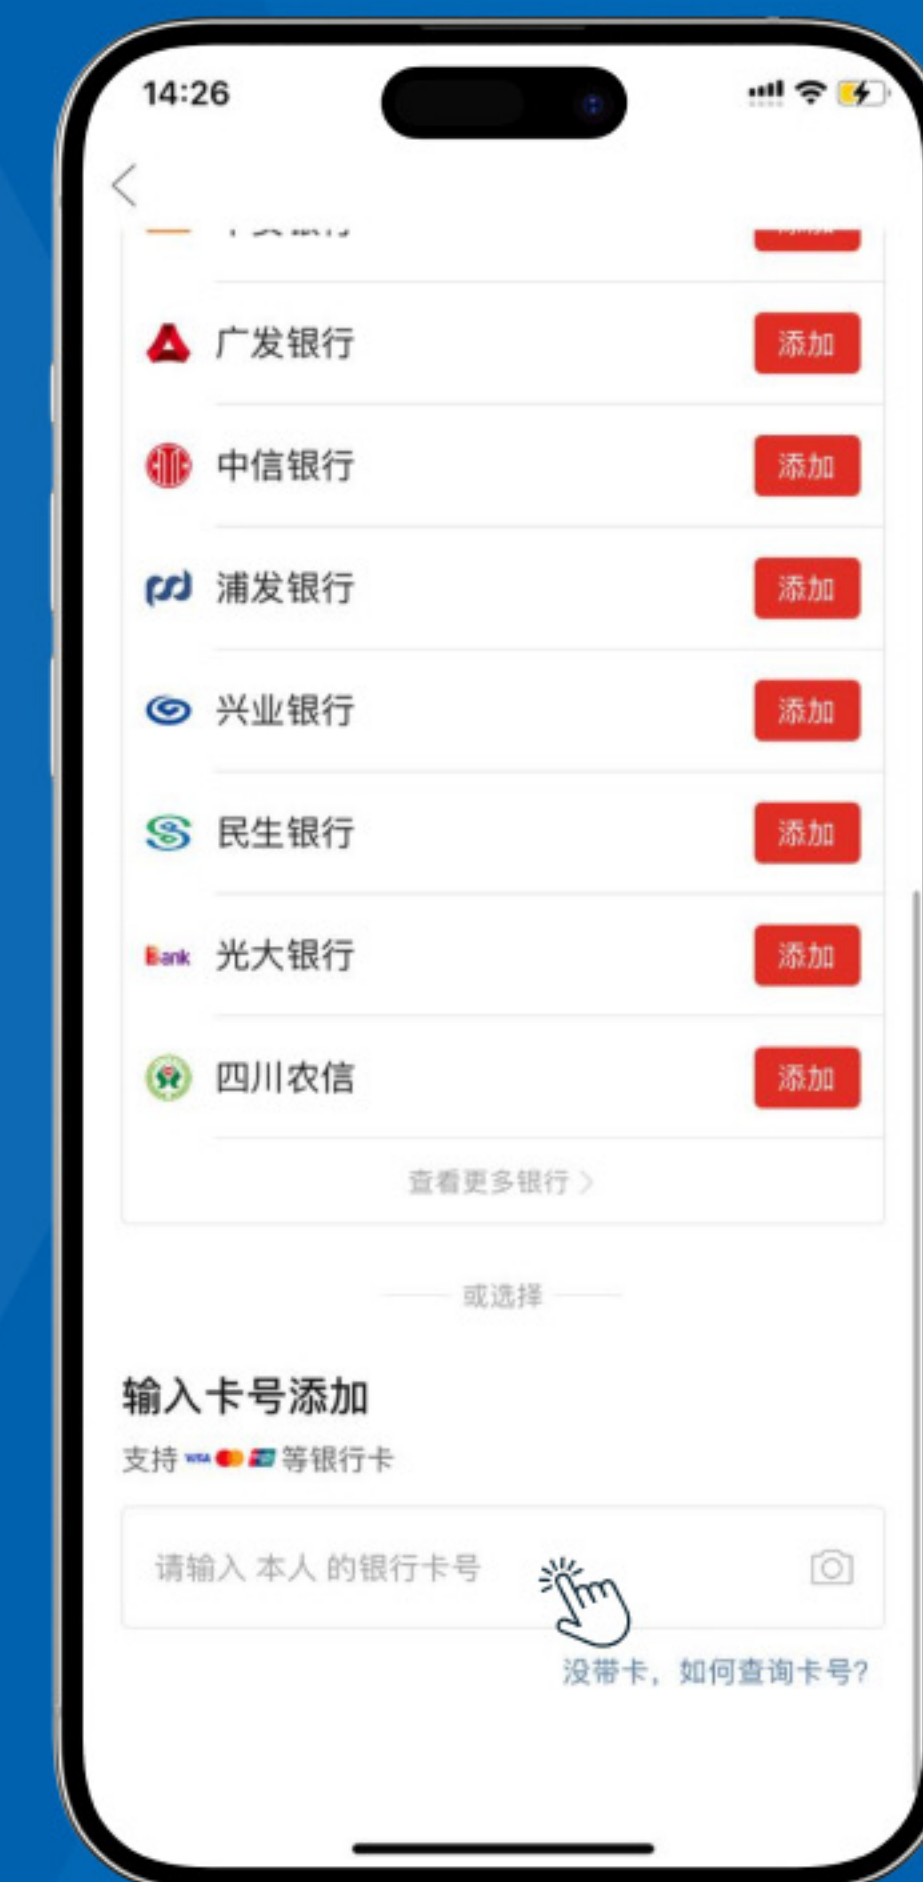 14:26
广发银行 添加
中信银行 添加
浦发银行 添加
兴业银行 添加
民生银行 添加
Bank 光大银行 添加
四川农信 添加
查看更多银行 >
或选择
输入卡号添加
支持 VISA 等银行卡
请输入 本人 的银行卡号
没带卡，如何查询卡号?